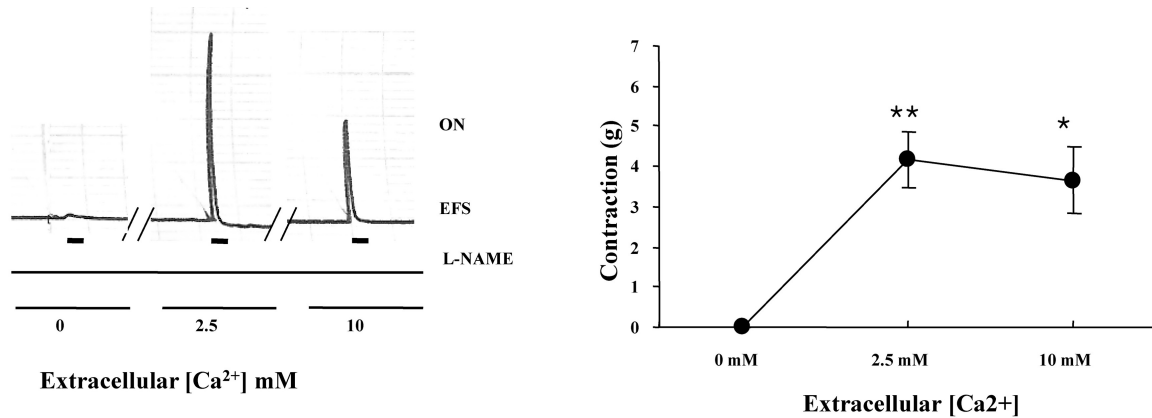 ON
EFS
L-NAME
0 2.5 10
Extracellular [Ca²⁺] mM
7
6
5
4
3
2
1
0
Contraction (g)
**
*
0 mM 2.5 mM 10 mM
Extracellular [Ca2+]